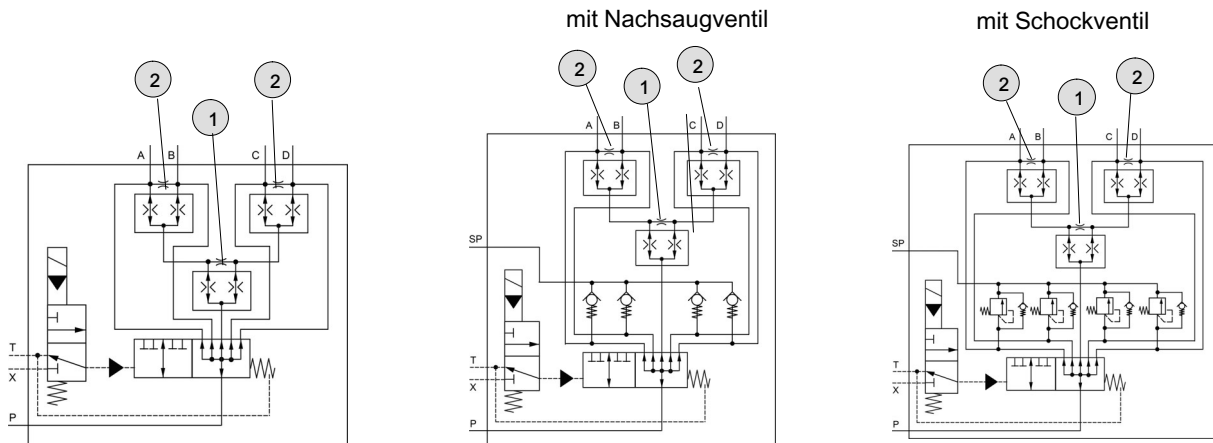 mit Nachsaugventil
mit Schockventil
2 2
1
A B C D
T
X
P
2 2
1
A B C D
SP
T
X
P
2 2
1
A B C D
SP
T
X
P